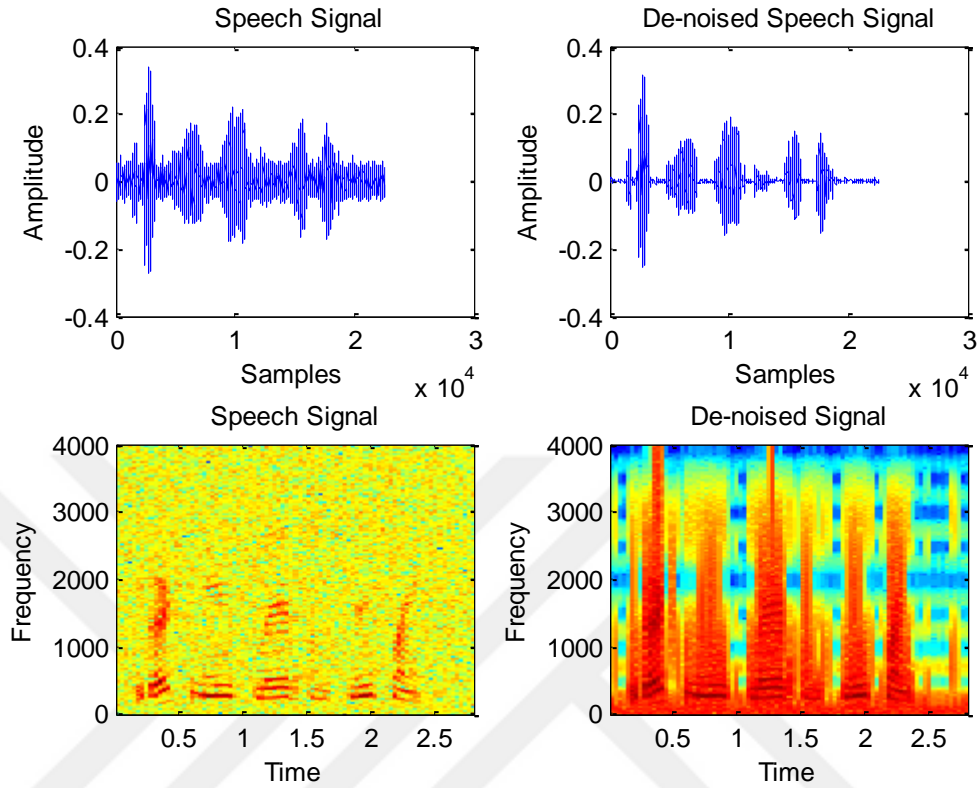 Speech Signal
De-noised Speech Signal
0.4
0.2
0
-0.2
-0.4
Amplitude
0 1 2 3
Samples
x 10^4
0.4
0.2
0
-0.2
-0.4
Amplitude
0 1 2 3
Samples
x 10^4
Speech Signal
De-noised Signal
4000
3000
2000
1000
0
Frequency
0.5 1 1.5 2 2.5
Time
4000
3000
2000
1000
0
Frequency
0.5 1 1.5 2 2.5
Time